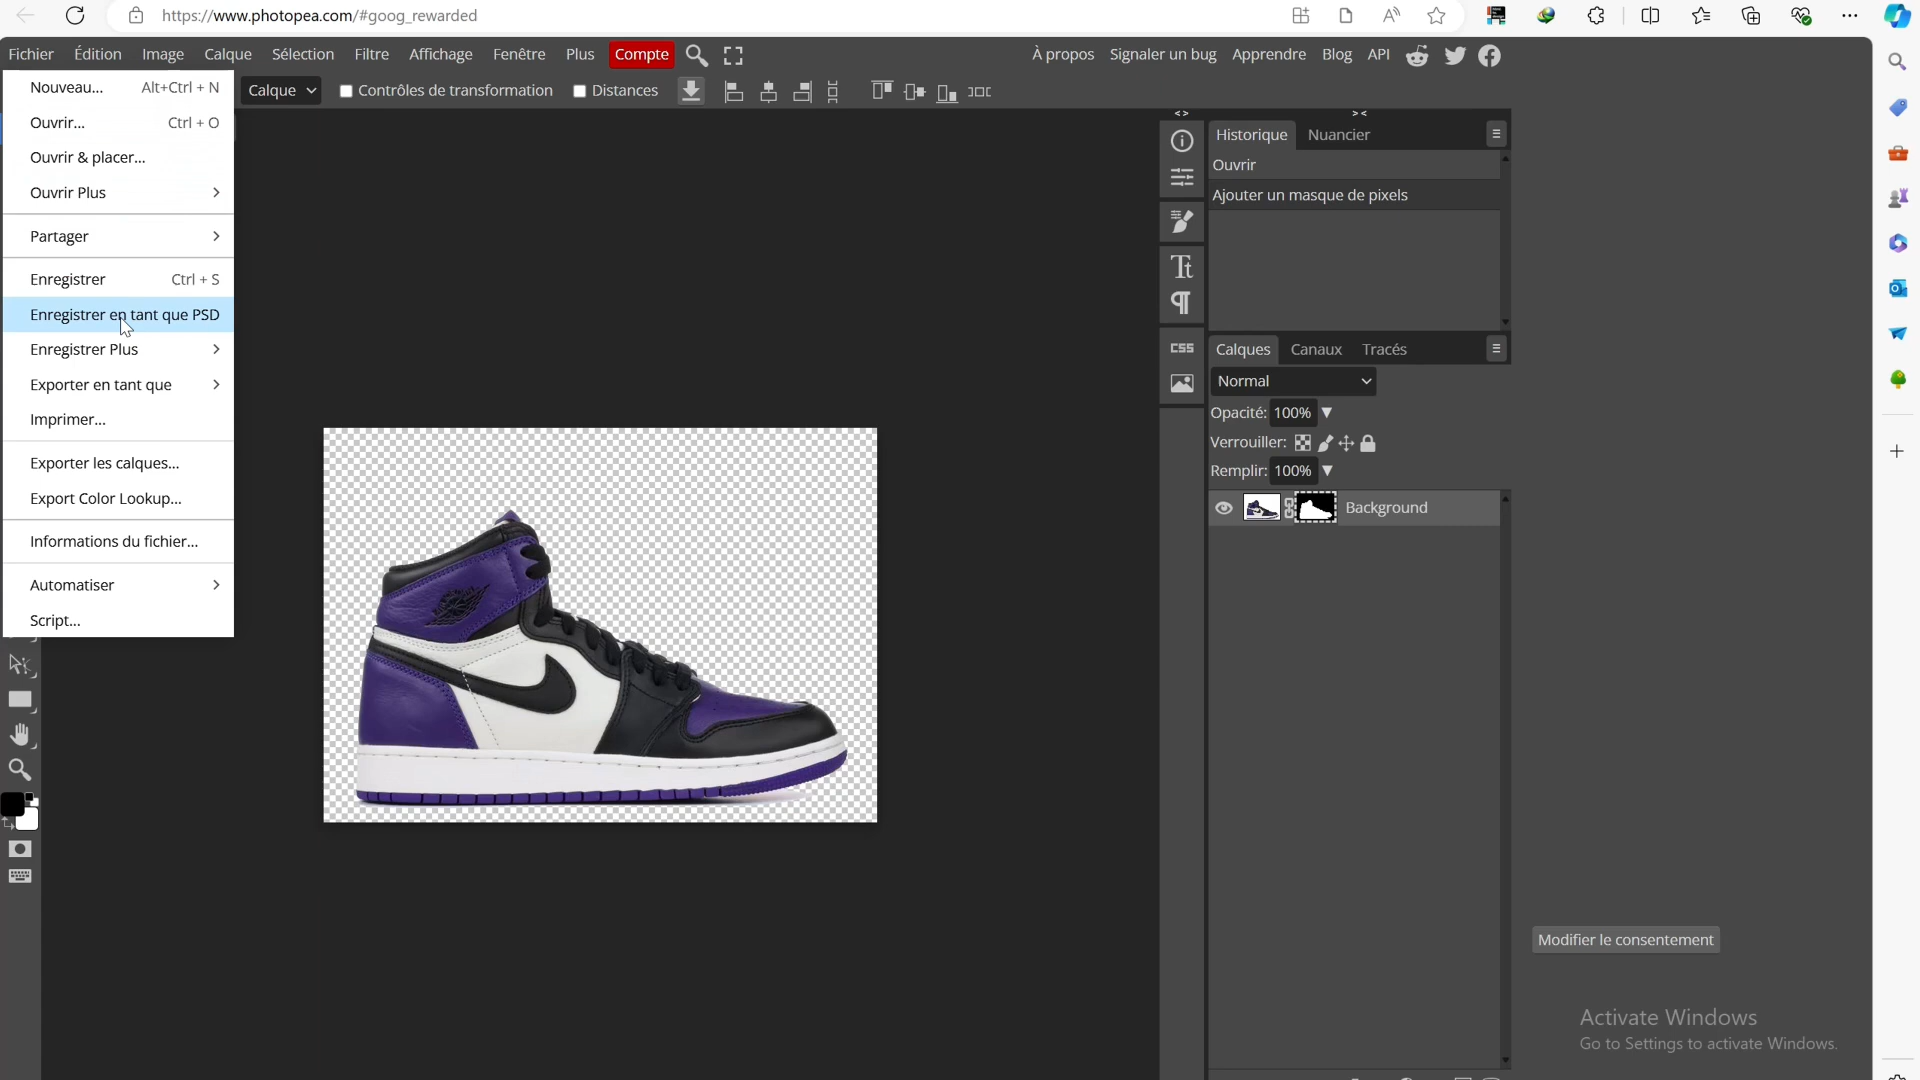 https://www.photopea.com/#goog_rewarded
Fichier Édition Image Calque Sélection Filtre Affichage Fenêtre Plus Compte
À propos Signaler un bug Apprendre Blog API
Calque Contrôles de transformation Distances
Nouveau... Alt+Ctrl + N
Ouvrir... Ctrl + O
Ouvrir & placer...
Ouvrir Plus >
Partager >
Enregistrer Ctrl + S
Enregistrer en tant que PSD
Enregistrer Plus >
Exporter en tant que >
Imprimer...
Exporter les calques...
Export Color Lookup...
Informations du fichier...
Automatiser >
Script...
<> ><
Historique Nuancier
Ouvrir
Ajouter un masque de pixels
Tt
CSS
Calques Canaux Tracés
Normal
Opacité: 100%
Verrouiller:
Remplir: 100%
Background
Modifier le consentement
Activate Windows
Go to Settings to activate Windows.